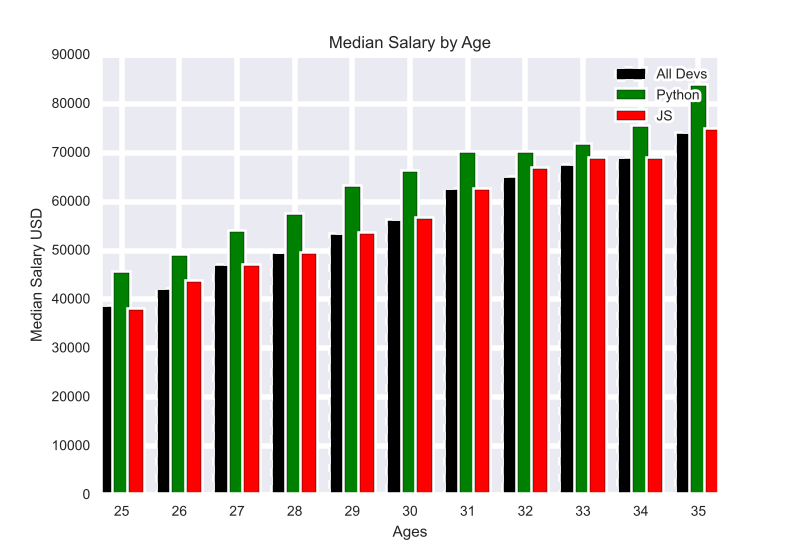 Median Salary by Age
90000
80000
70000
60000
50000
40000
30000
20000
10000
0
Median Salary USD
All Devs
Python
JS
25 26 27 28 29 30 31 32 33 34 35
Ages